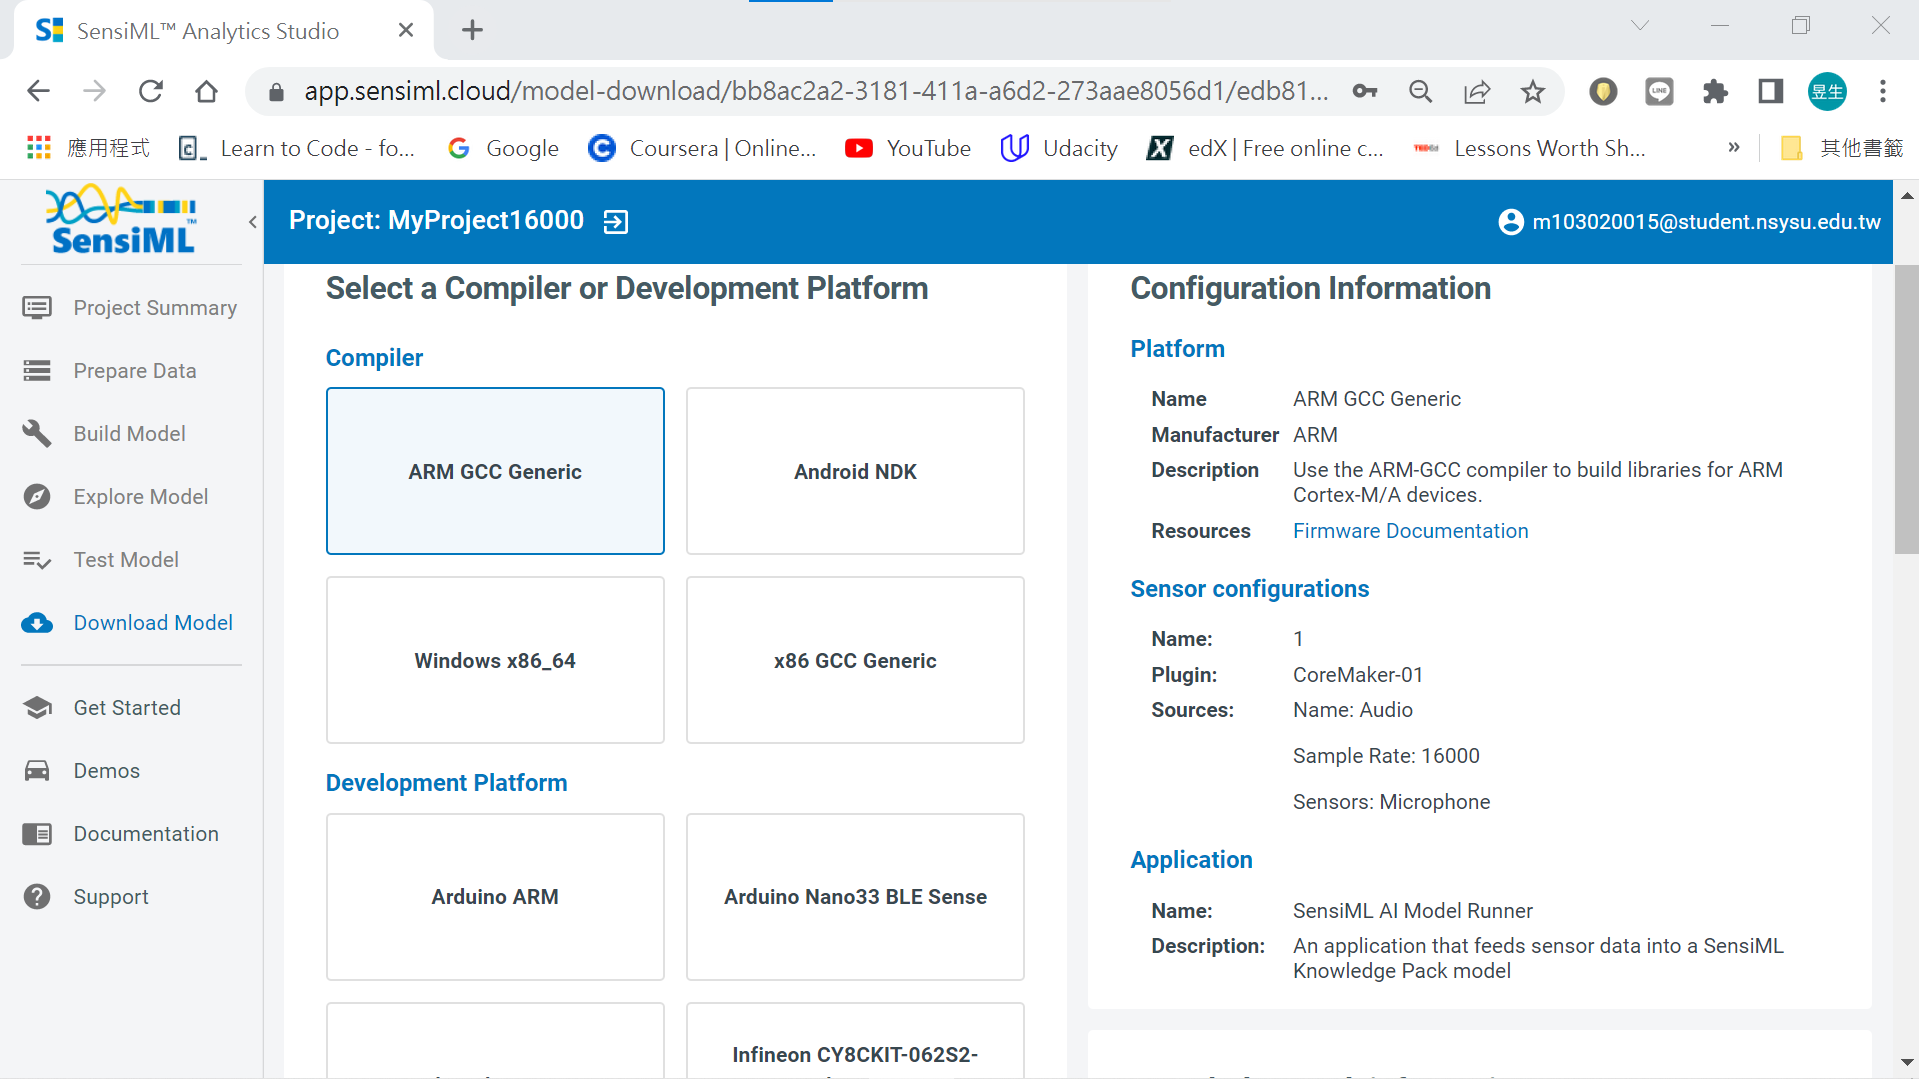 SensiML™ Analytics Studio
app.sensiml.cloud/model-download/bb8ac2a2-3181-411a-a6d2-273aae8056d1/edb81...
昱生
應用程式
Learn to Code - fo...
Google
Coursera | Online...
YouTube
Udacity
edX | Free online c...
Lessons Worth Sh...
»
其他書籤
SensiML™
Project: MyProject16000
m103020015@student.nsysu.edu.tw
Project Summary
Prepare Data
Build Model
Explore Model
Test Model
Download Model
Get Started
Demos
Documentation
Support
Select a Compiler or Development Platform
Compiler
ARM GCC Generic
Android NDK
Windows x86_64
x86 GCC Generic
Development Platform
Arduino ARM
Arduino Nano33 BLE Sense
Infineon CY8CKIT-062S2-
Configuration Information
Platform
Name ARM GCC Generic
Manufacturer ARM
Description Use the ARM-GCC compiler to build libraries for ARM
Cortex-M/A devices.
Resources Firmware Documentation
Sensor configurations
Name: 1
Plugin: CoreMaker-01
Sources: Name: Audio
Sample Rate: 16000
Sensors: Microphone
Application
Name: SensiML AI Model Runner
Description: An application that feeds sensor data into a SensiML
Knowledge Pack model